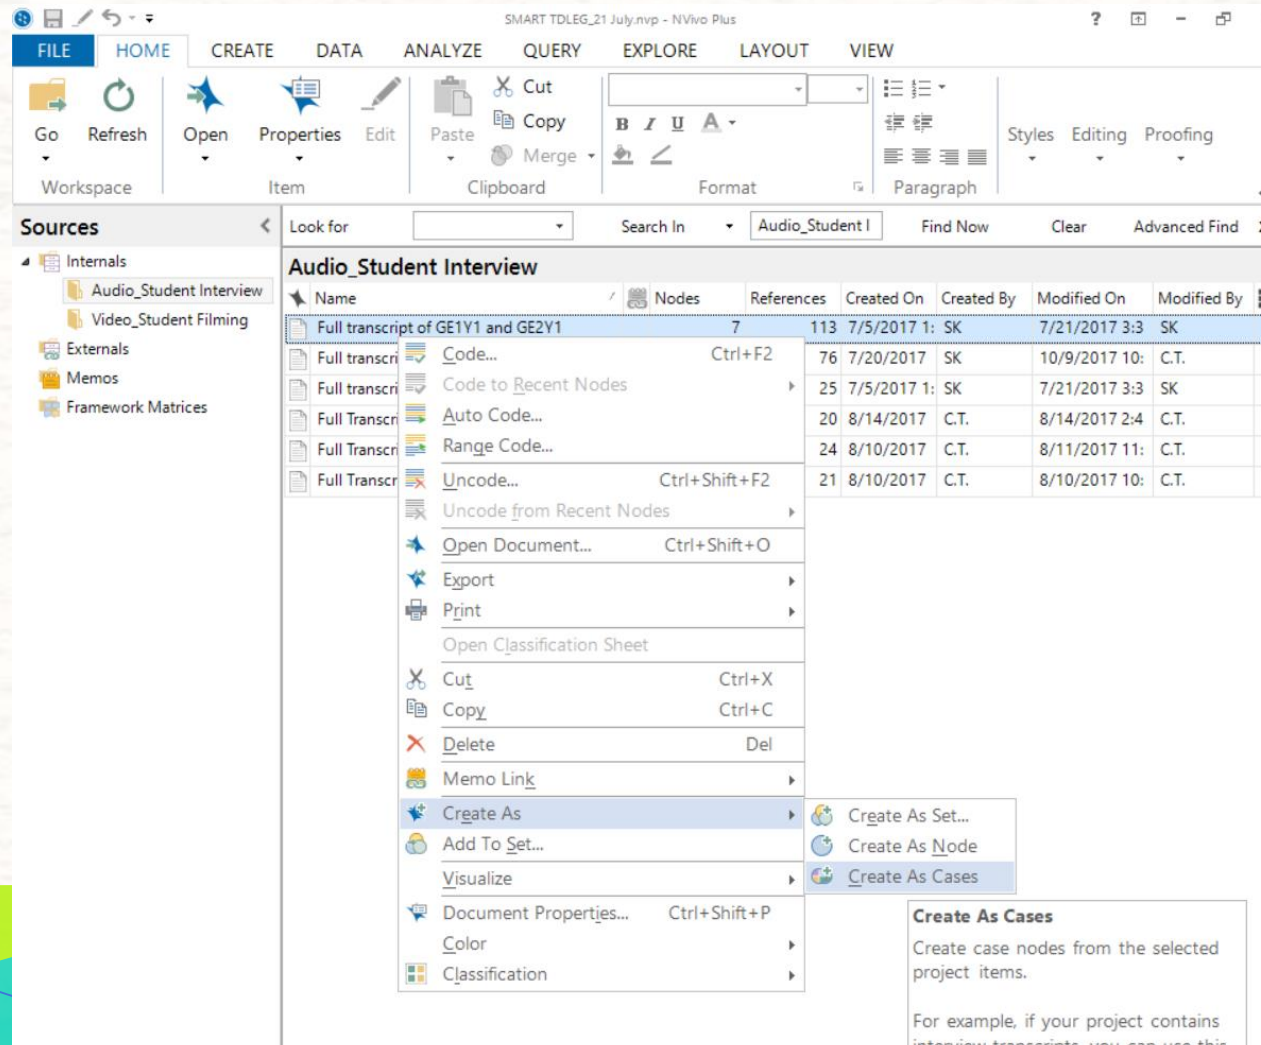 SMART TDLEG_21 July.nvp - NVivo Plus
?
FILE HOME CREATE DATA ANALYZE QUERY EXPLORE LAYOUT VIEW
Go Refresh Open Properties Edit Paste
Cut
Copy
Merge
B I U A
Styles Editing Proofing
Workspace Item Clipboard Format Paragraph
Sources
Internals
Audio_Student Interview
Video_Student Filming
Externals
Memos
Framework Matrices
Look for Search In Audio_Student I Find Now Clear Advanced Find
Audio_Student Interview
Name Nodes References Created On Created By Modified On Modified By
Full transcript of GE1Y1 and GE2Y1 7 113 7/5/2017 1: SK 7/21/2017 3:3 SK
Full transcri 76 7/20/2017 SK 10/9/2017 10: C.T.
Full transcri 25 7/5/2017 1: SK 7/21/2017 3:3 SK
Full Transcri 20 8/14/2017 C.T. 8/14/2017 2:4 C.T.
Full Transcri 24 8/10/2017 C.T. 8/11/2017 11: C.T.
Full Transcr 21 8/10/2017 C.T. 8/10/2017 10: C.T.
Code... Ctrl+F2
Code to Recent Nodes
Auto Code...
Range Code...
Uncode... Ctrl+Shift+F2
Uncode from Recent Nodes
Open Document... Ctrl+Shift+O
Export
Print
Open Classification Sheet
Cut Ctrl+X
Copy Ctrl+C
Delete Del
Memo Link
Create As
Add To Set...
Visualize
Document Properties... Ctrl+Shift+P
Color
Classification
Create As Set...
Create As Node
Create As Cases
Create As Cases
Create case nodes from the selected
project items.
For example, if your project contains
interview transcripts, you can use this